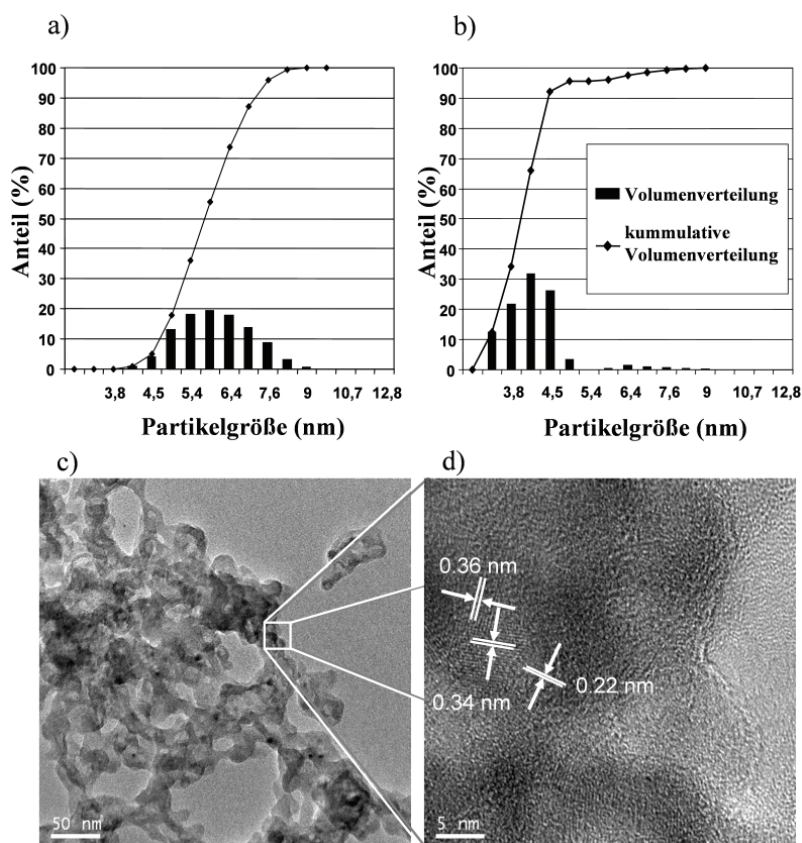 a)
100
90
80
70
60
50
40
30
20
10
0
Anteil (%)
3,8 4,5 5,4 6,4 7,6 9 10,7 12,8
Partikelgröße (nm)
b)
100
90
80
70
60
50
40
30
20
10
0
Anteil (%)
Volumenverteilung
kummulative
Volumenverteilung
3,8 4,5 5,4 6,4 7,6 9 10,7 12,8
Partikelgröße (nm)
c)
50 nm
d)
0.36 nm
0.34 nm
0.22 nm
5 nm